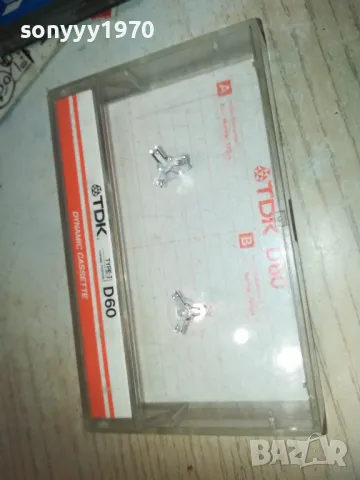 sonyyy1970
TDK
TYPE I
D60
DYNAMIC CASSETTE
A
TDK D60
B
BAZAR